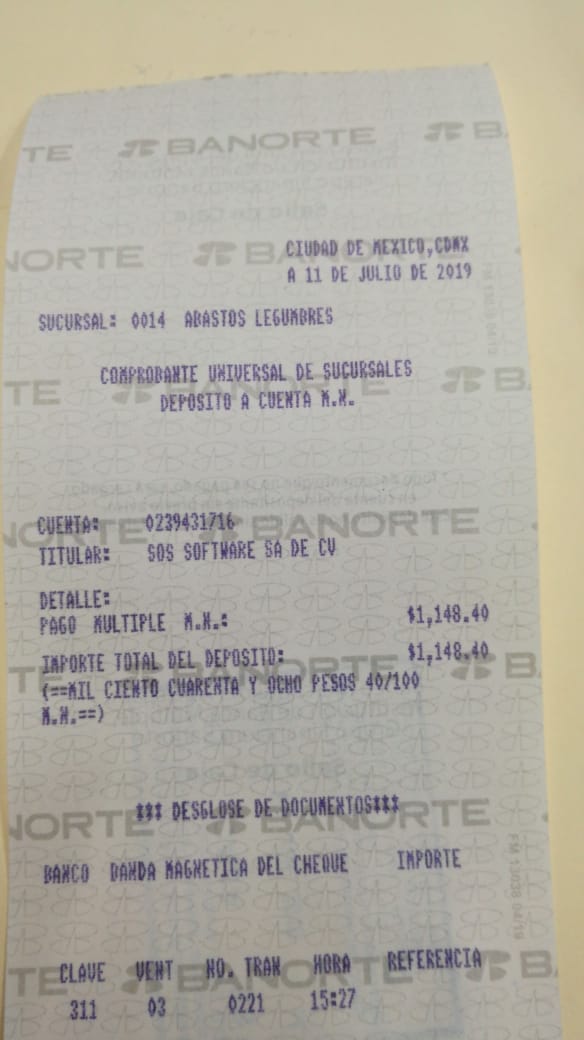 BANORTE
CIUDAD DE MEXICO,CDMX
A 11 DE JULIO DE 2019
SUCURSAL: 0014 ABASTOS LEGUMBRES
COMPROBANTE UNIVERSAL DE SUCURSALES
DEPOSITO A CUENTA M.N.
CUENTA: 0239431716
TITULAR: SOS SOFTWARE SA DE CV
DETALLE:
PAGO MULTIPLE M.N.: $1,148.40
IMPORTE TOTAL DEL DEPOSITO: $1,148.40
(==MIL CIENTO CUARENTA Y OCHO PESOS 40/100
M.N.==)
*** DESGLOSE DE DOCUMENTOS***
BANCO BANDA MAGNETICA DEL CHEQUE IMPORTE
CLAVE VENT NO. TRAN HORA REFERENCIA
311 03 0221 15:27